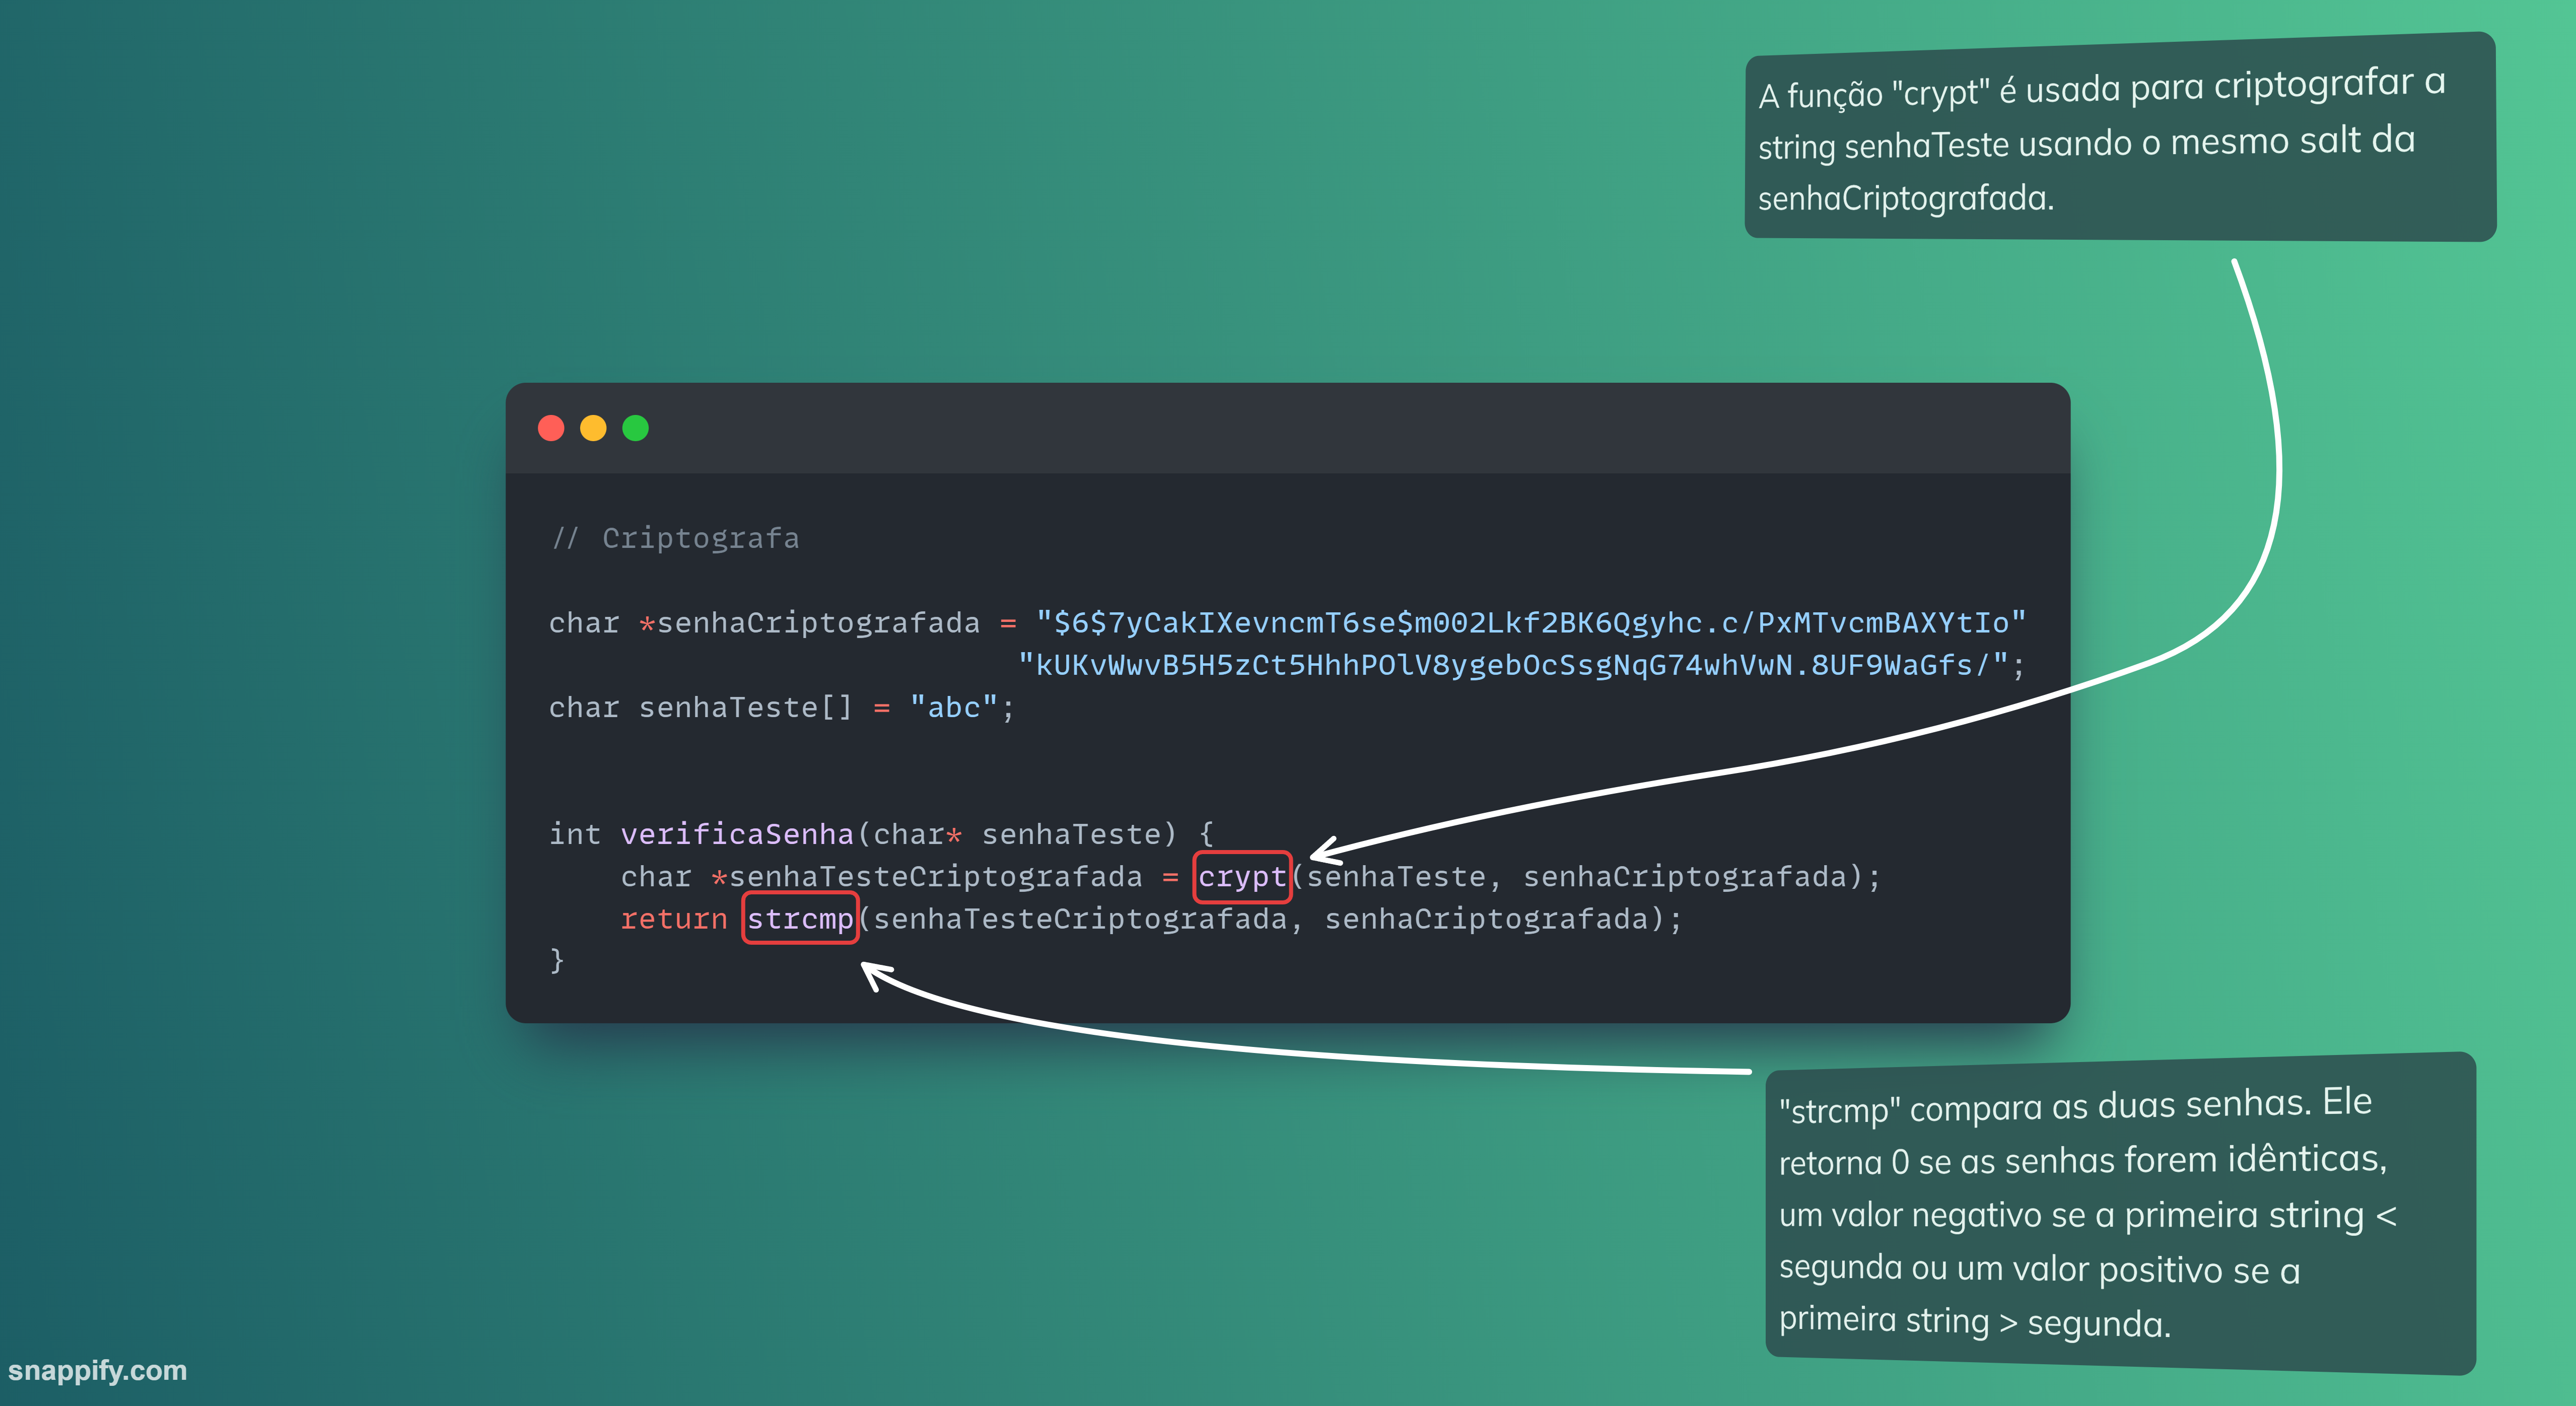 A função "crypt" é usada para criptografar a
string senhaTeste usando o mesmo salt da
senhaCriptografada.
// Criptografa
char *senhaCriptografada = "$6$7yCakIXevncmT6se$m002Lkf2BK6Qgyhc.c/PxMTvcmBAXYtIo"
"kUKvWwvB5H5zCt5HhhPOlV8ygebOcSsgNqG74whVwN.8UF9WaGfs/";
char senhaTeste[] = "abc";
int verificaSenha(char* senhaTeste) {
char *senhaTesteCriptografada = crypt(senhaTeste, senhaCriptografada);
return strcmp(senhaTesteCriptografada, senhaCriptografada);
}
"strcmp" compara as duas senhas. Ele
retorna 0 se as senhas forem idênticas,
um valor negativo se a primeira string <
segunda ou um valor positivo se a
primeira string > segunda.
snappify.com